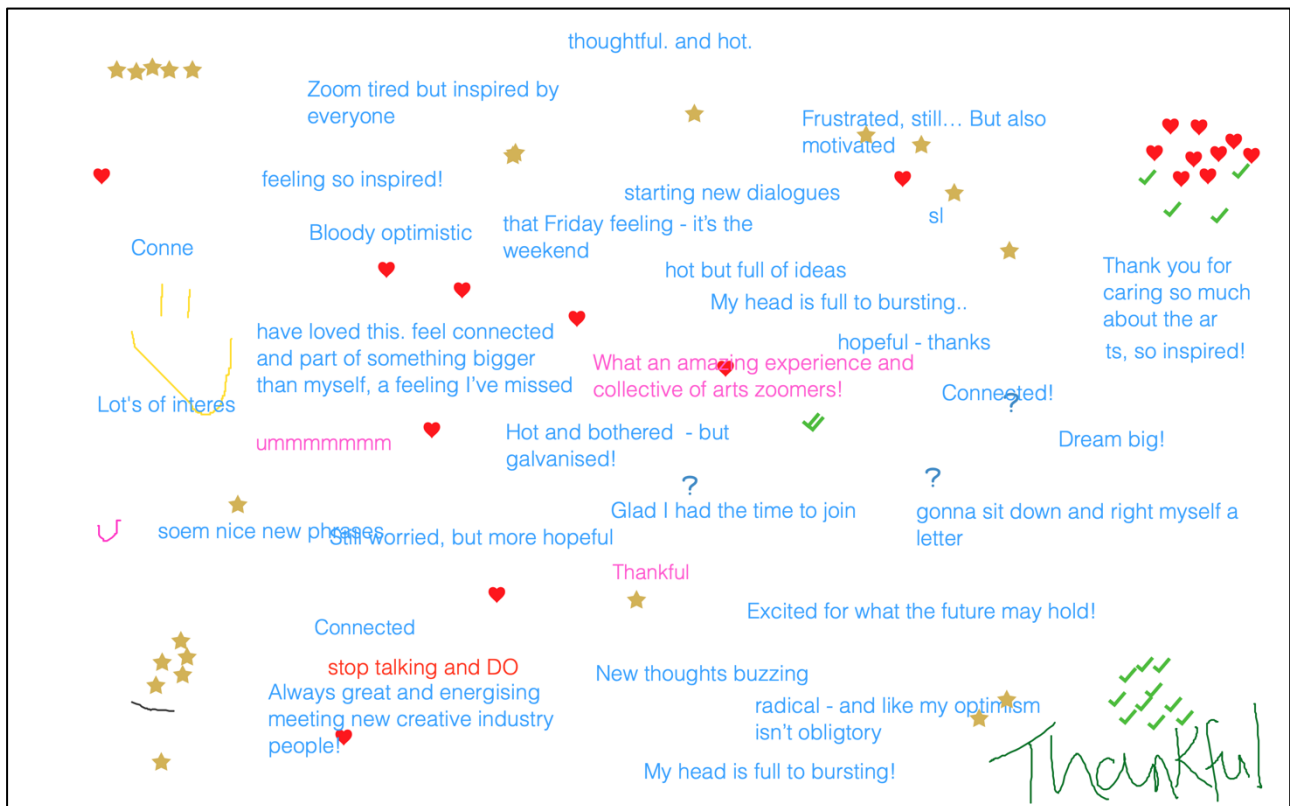 thoughtful. and hot.
Zoom tired but inspired by
everyone
Frustrated, still... But also
motivated
feeling so inspired!
starting new dialogues
sl
Bloody optimistic
that Friday feeling - it's the
weekend
Conne
hot but full of ideas
Thank you for
caring so much
about the ar
ts, so inspired!
My head is full to bursting..
have loved this. feel connected
and part of something bigger
than myself, a feeling I've missed
hopeful - thanks
What an amazing experience and
collective of arts zoomers!
Connected!
Lot's of interes
ummmmmmm
Hot and bothered - but
galvanised!
Dream big!
?
?
?
Glad I had the time to join
gonna sit down and right myself a
letter
soem nice new phrases
Still worried, but more hopeful
Thankful
Excited for what the future may hold!
Connected
stop talking and DO
New thoughts buzzing
Always great and energising
meeting new creative industry
people!
radical - and like my optimism
isn't obligtory
My head is full to bursting!
Thankful